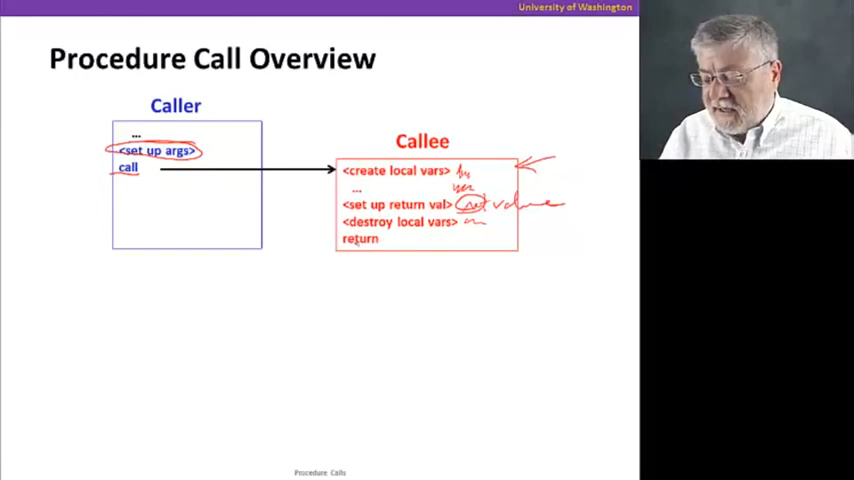 University of Washington
Procedure Call Overview
Caller
...
<set up args>
call
Callee
<create local vars>
...
<set up return val> value
<destroy local vars>
return
Procedure Calls